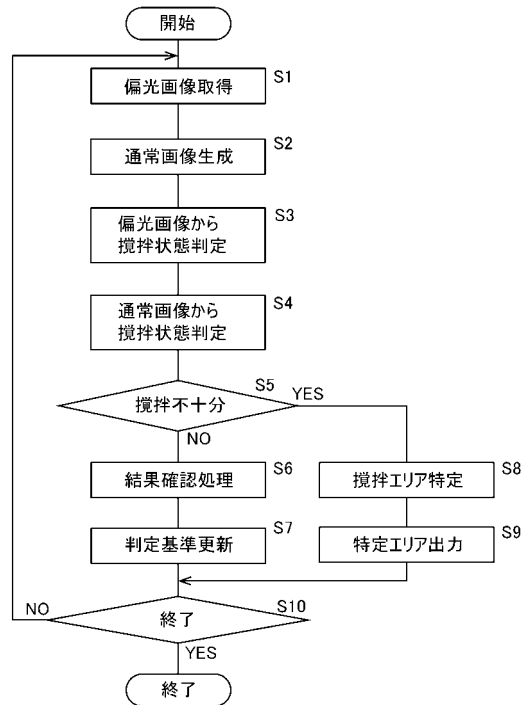 開始
偏光画像取得
S1
通常画像生成
S2
偏光画像から
攪拌状態判定
S3
通常画像から
攪拌状態判定
S4
攪拌不十分
S5
YES
NO
結果確認処理
S6
攪拌エリア特定
S8
判定基準更新
S7
特定エリア出力
S9
NO
終了
S10
YES
終了